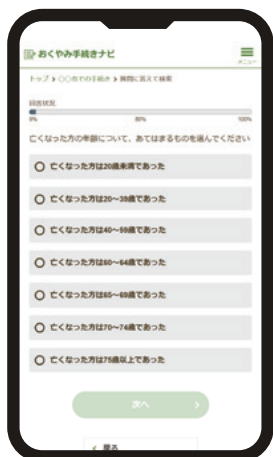 おくやみ手続きナビ
メニュー
トップ › 〇〇市での手続き › 質問に答えて検索
回答状況
0% 80% 100%
亡くなった方の年齢について、あてはまるものを選んでください
亡くなった方は20歳未満であった
亡くなった方は20〜39歳であった
亡くなった方は40〜59歳であった
亡くなった方は60〜64歳であった
亡くなった方は65〜69歳であった
亡くなった方は70〜74歳であった
亡くなった方は75歳以上であった
次へ ›
‹ 戻る